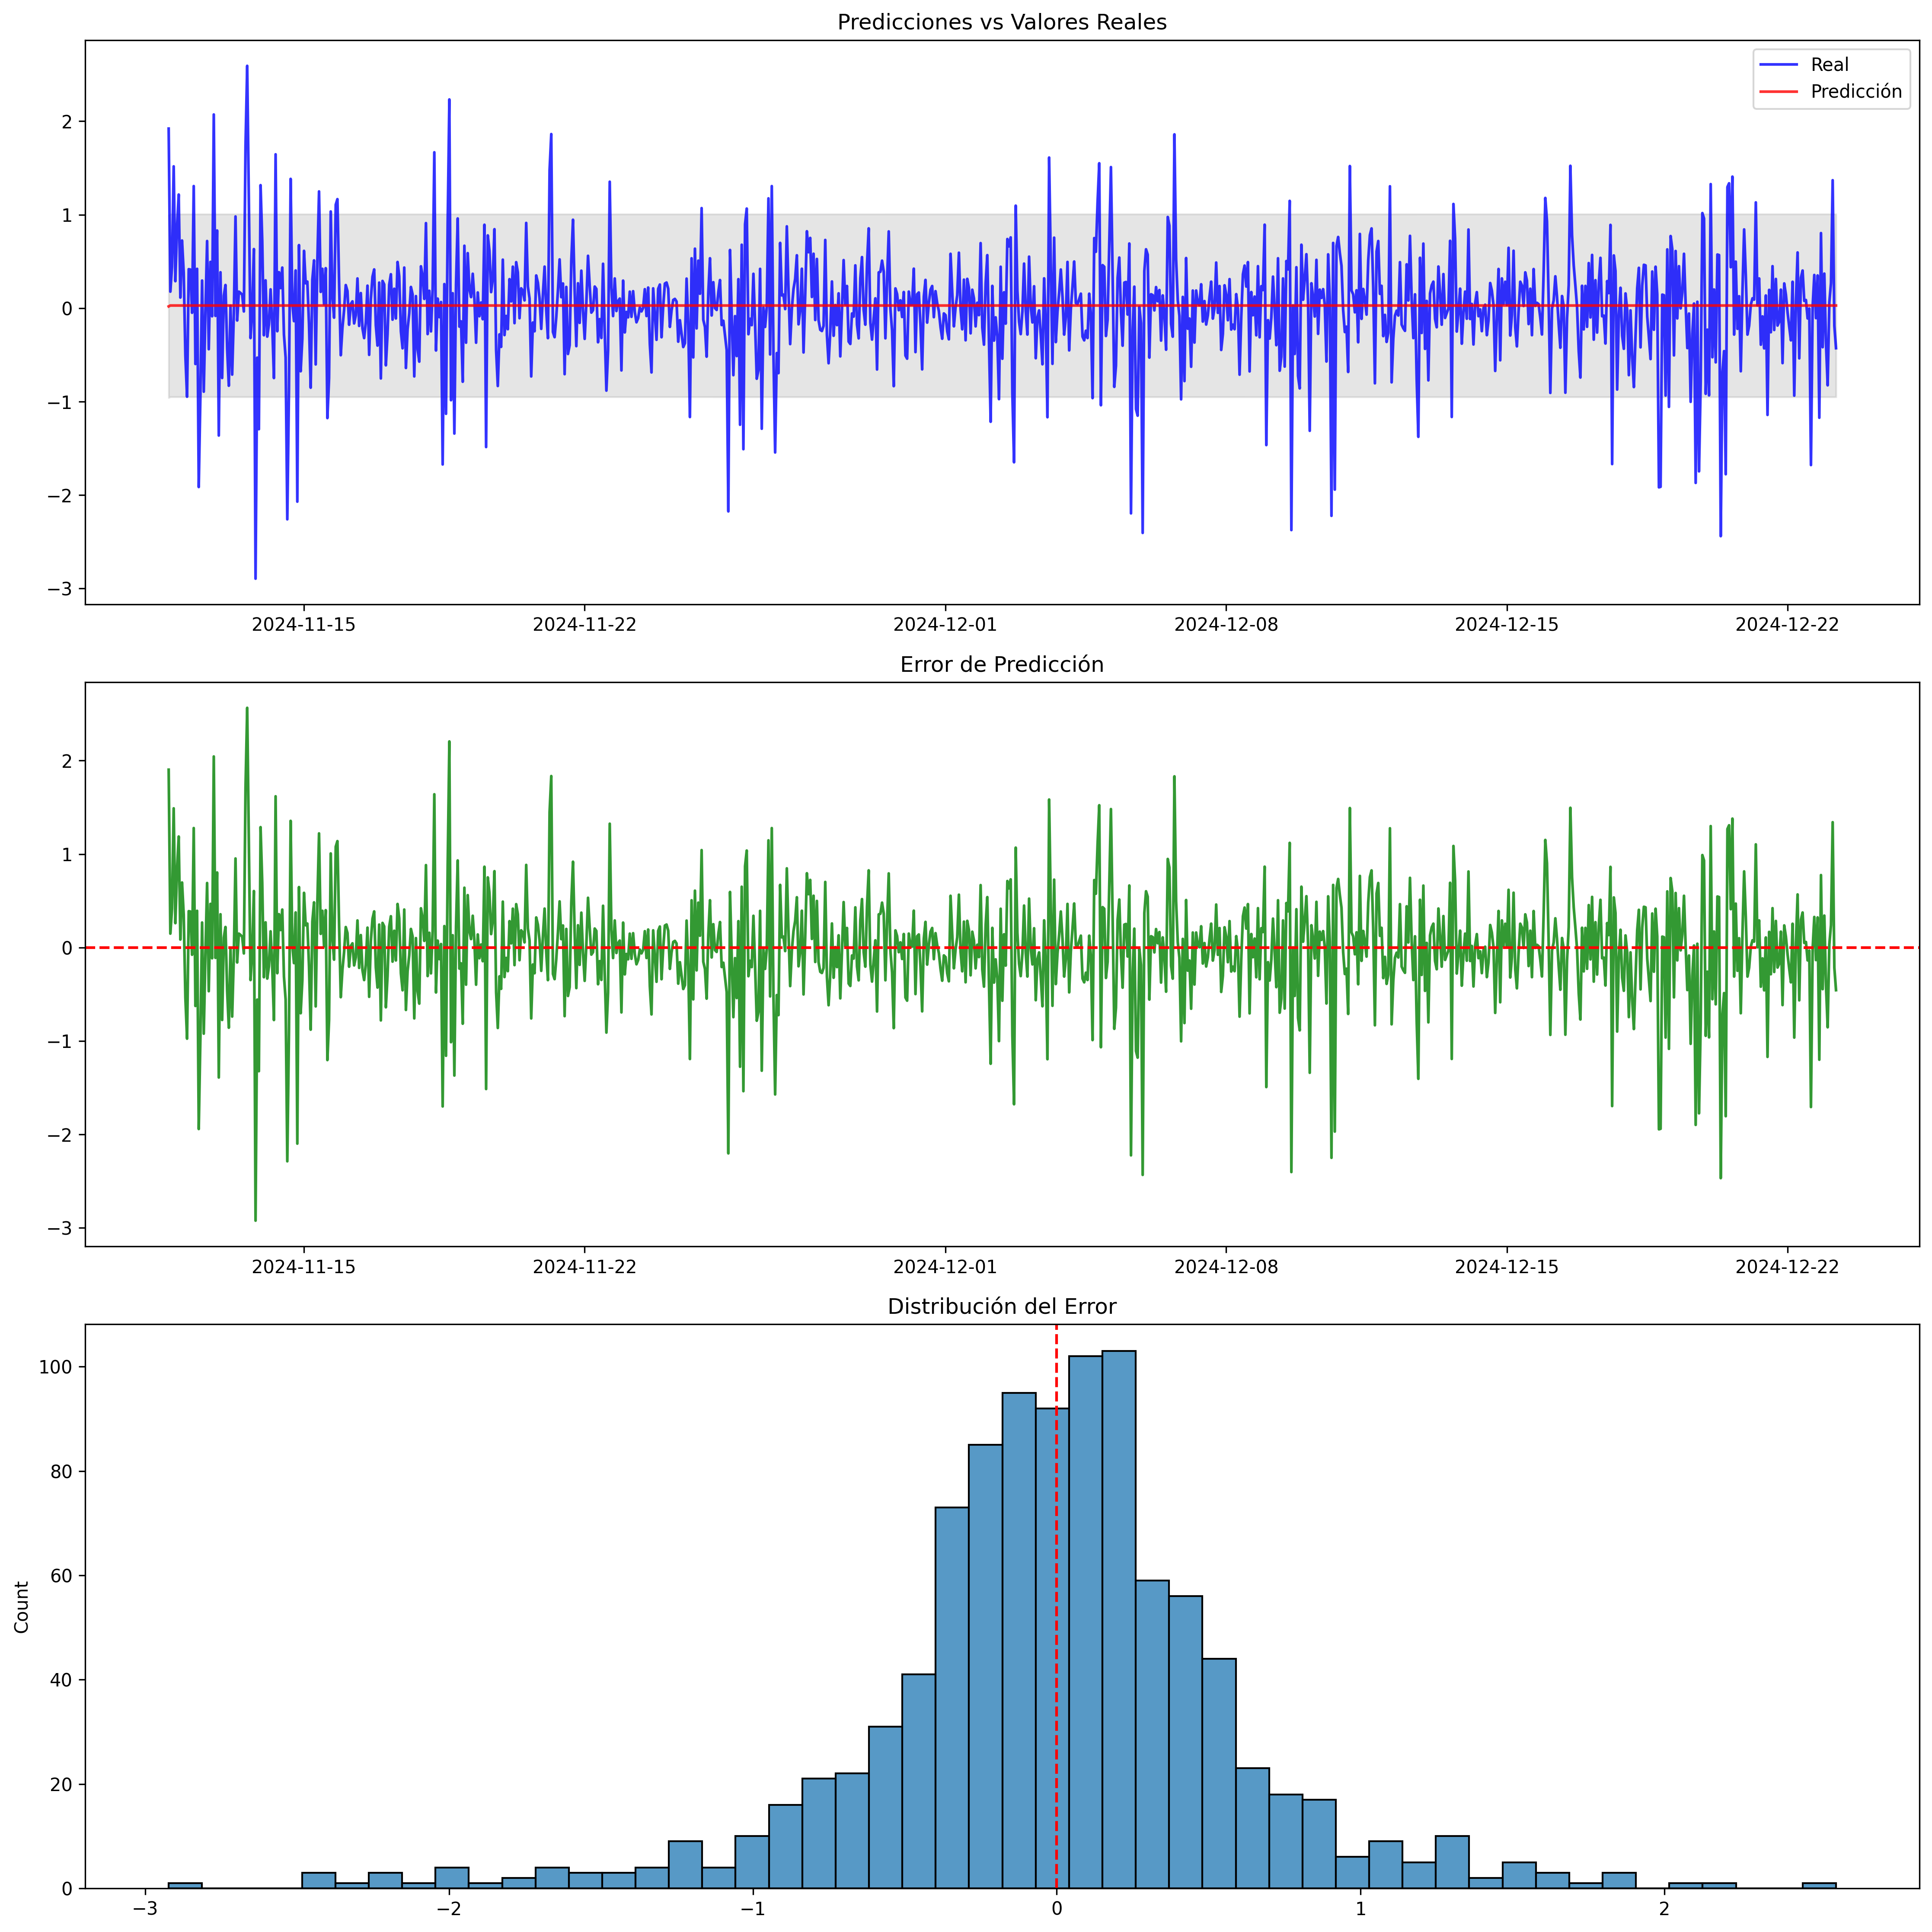 Predicciones vs Valores Reales
Real
Predicción
2
1
0
−1
−2
−3
2024-11-15 2024-11-22 2024-12-01 2024-12-08 2024-12-15 2024-12-22
Error de Predicción
2
1
0
−1
−2
−3
2024-11-15 2024-11-22 2024-12-01 2024-12-08 2024-12-15 2024-12-22
Distribución del Error
Count
100
80
60
40
20
0
−3 −2 −1 0 1 2